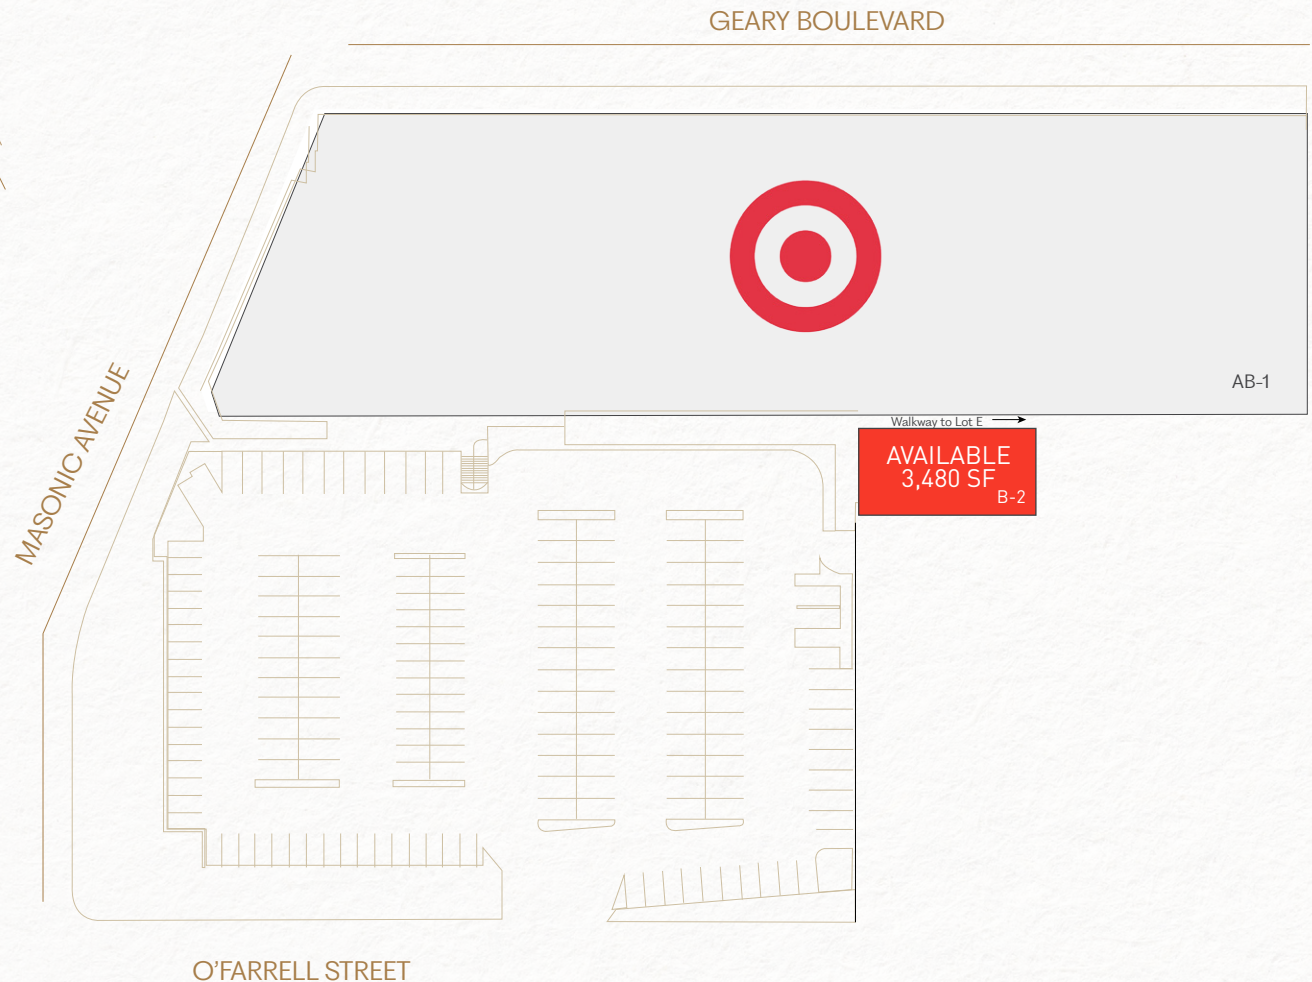 GEARY BOULEVARD
AB-1
MASONIC AVENUE
Walkway to Lot E
AVAILABLE
3,480 SF
B-2
O’FARRELL STREET